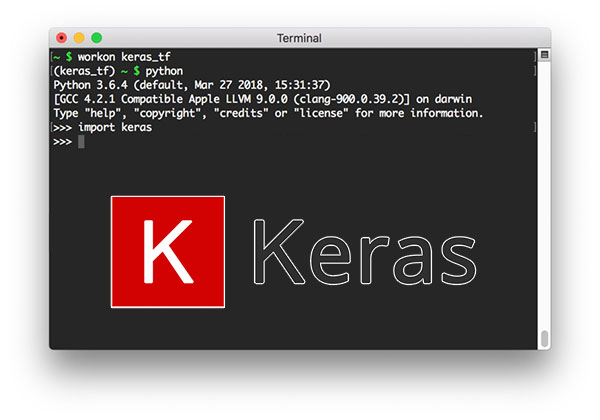 Terminal
[~ $ workon keras_tf ]
[(keras_tf) ~ $ python ]
Python 3.6.4 (default, Mar 27 2018, 15:31:37)
[GCC 4.2.1 Compatible Apple LLVM 9.0.0 (clang-900.0.39.2)] on darwin
Type "help", "copyright", "credits" or "license" for more information.
[>>> import keras ]
>>>
K Keras